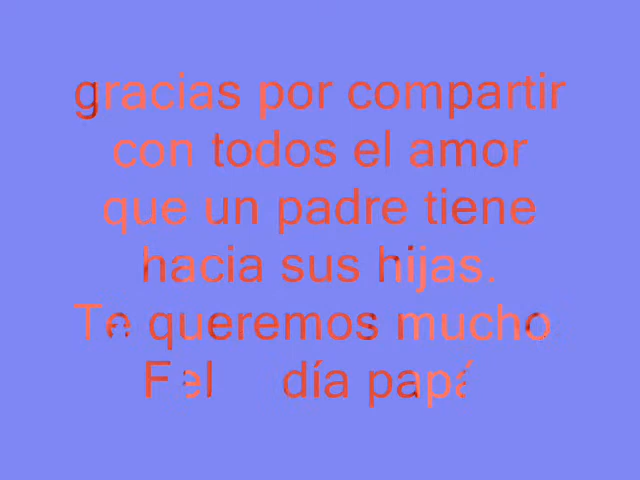 gracias por compartir
con todos el amor
que un padre tiene
hacia sus hijas.
Te queremos mucho
Fel día papá